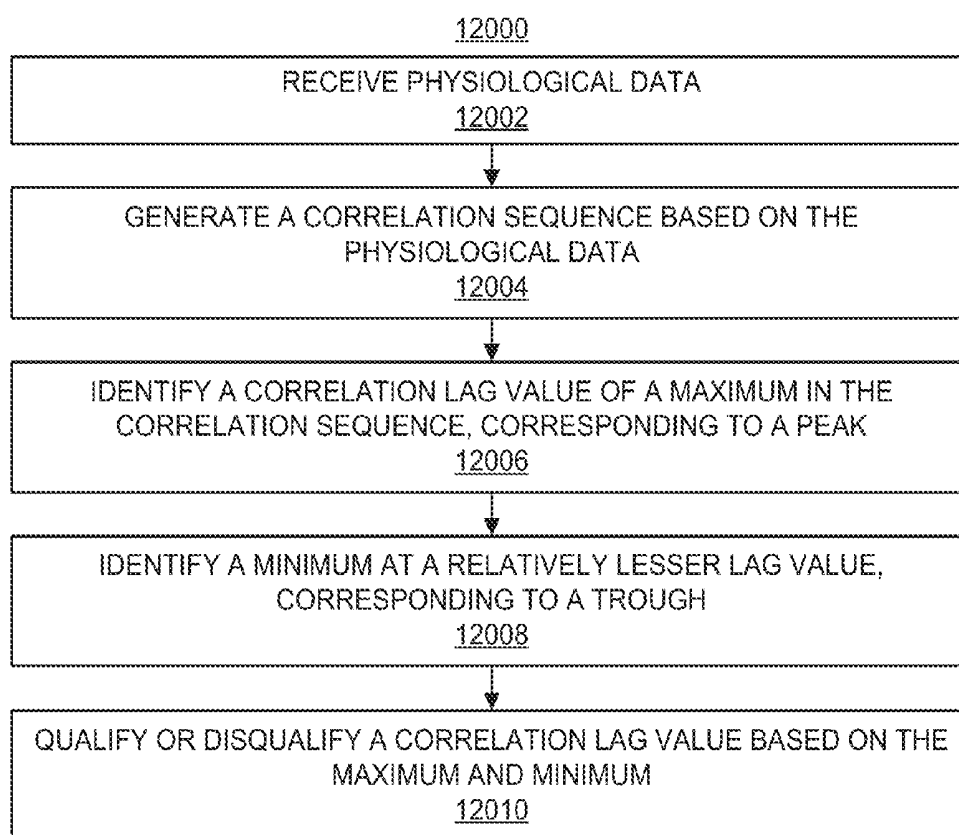 12000
RECEIVE PHYSIOLOGICAL DATA
12002
GENERATE A CORRELATION SEQUENCE BASED ON THE
PHYSIOLOGICAL DATA
12004
IDENTIFY A CORRELATION LAG VALUE OF A MAXIMUM IN THE
CORRELATION SEQUENCE, CORRESPONDING TO A PEAK
12006
IDENTIFY A MINIMUM AT A RELATIVELY LESSER LAG VALUE,
CORRESPONDING TO A TROUGH
12008
QUALIFY OR DISQUALIFY A CORRELATION LAG VALUE BASED ON THE
MAXIMUM AND MINIMUM
12010